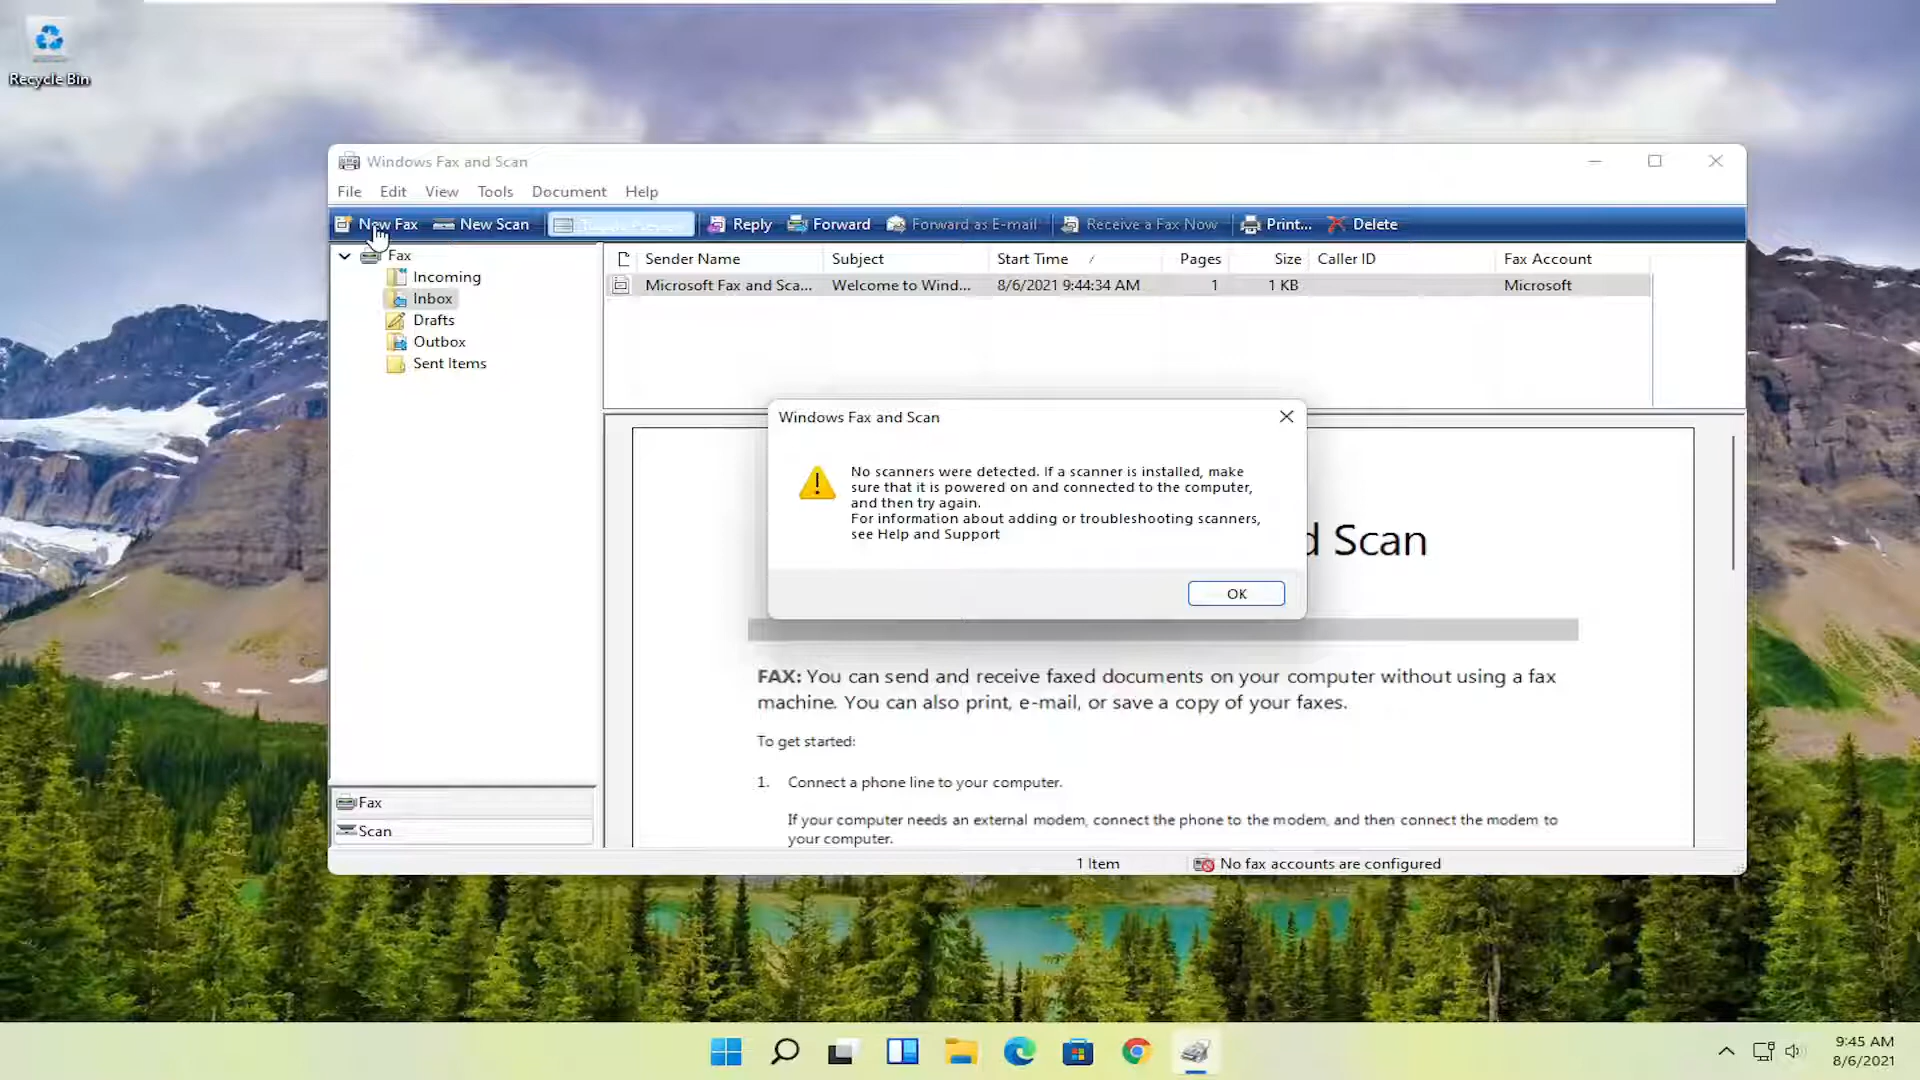 Recycle Bin
Windows Fax and Scan
File Edit View Tools Document Help
New Fax New Scan Reply Forward Forward as E-mail Receive a Fax Now Print... Delete
Fax
Incoming
Inbox
Drafts
Outbox
Sent Items
Fax
Scan
Sender Name Subject Start Time Pages Size Caller ID Fax Account
Microsoft Fax and Sca... Welcome to Wind... 8/6/2021 9:44:34 AM 1 1 KB Microsoft
Windows Fax and Scan
No scanners were detected. If a scanner is installed, make
sure that it is powered on and connected to the computer,
and then try again.
For information about adding or troubleshooting scanners,
see Help and Support
OK
d Scan
FAX: You can send and receive faxed documents on your computer without using a fax
machine. You can also print, e-mail, or save a copy of your faxes.
To get started:
1. Connect a phone line to your computer.
If your computer needs an external modem, connect the phone to the modem, and then connect the modem to
your computer.
1 Item No fax accounts are configured
9:45 AM
8/6/2021